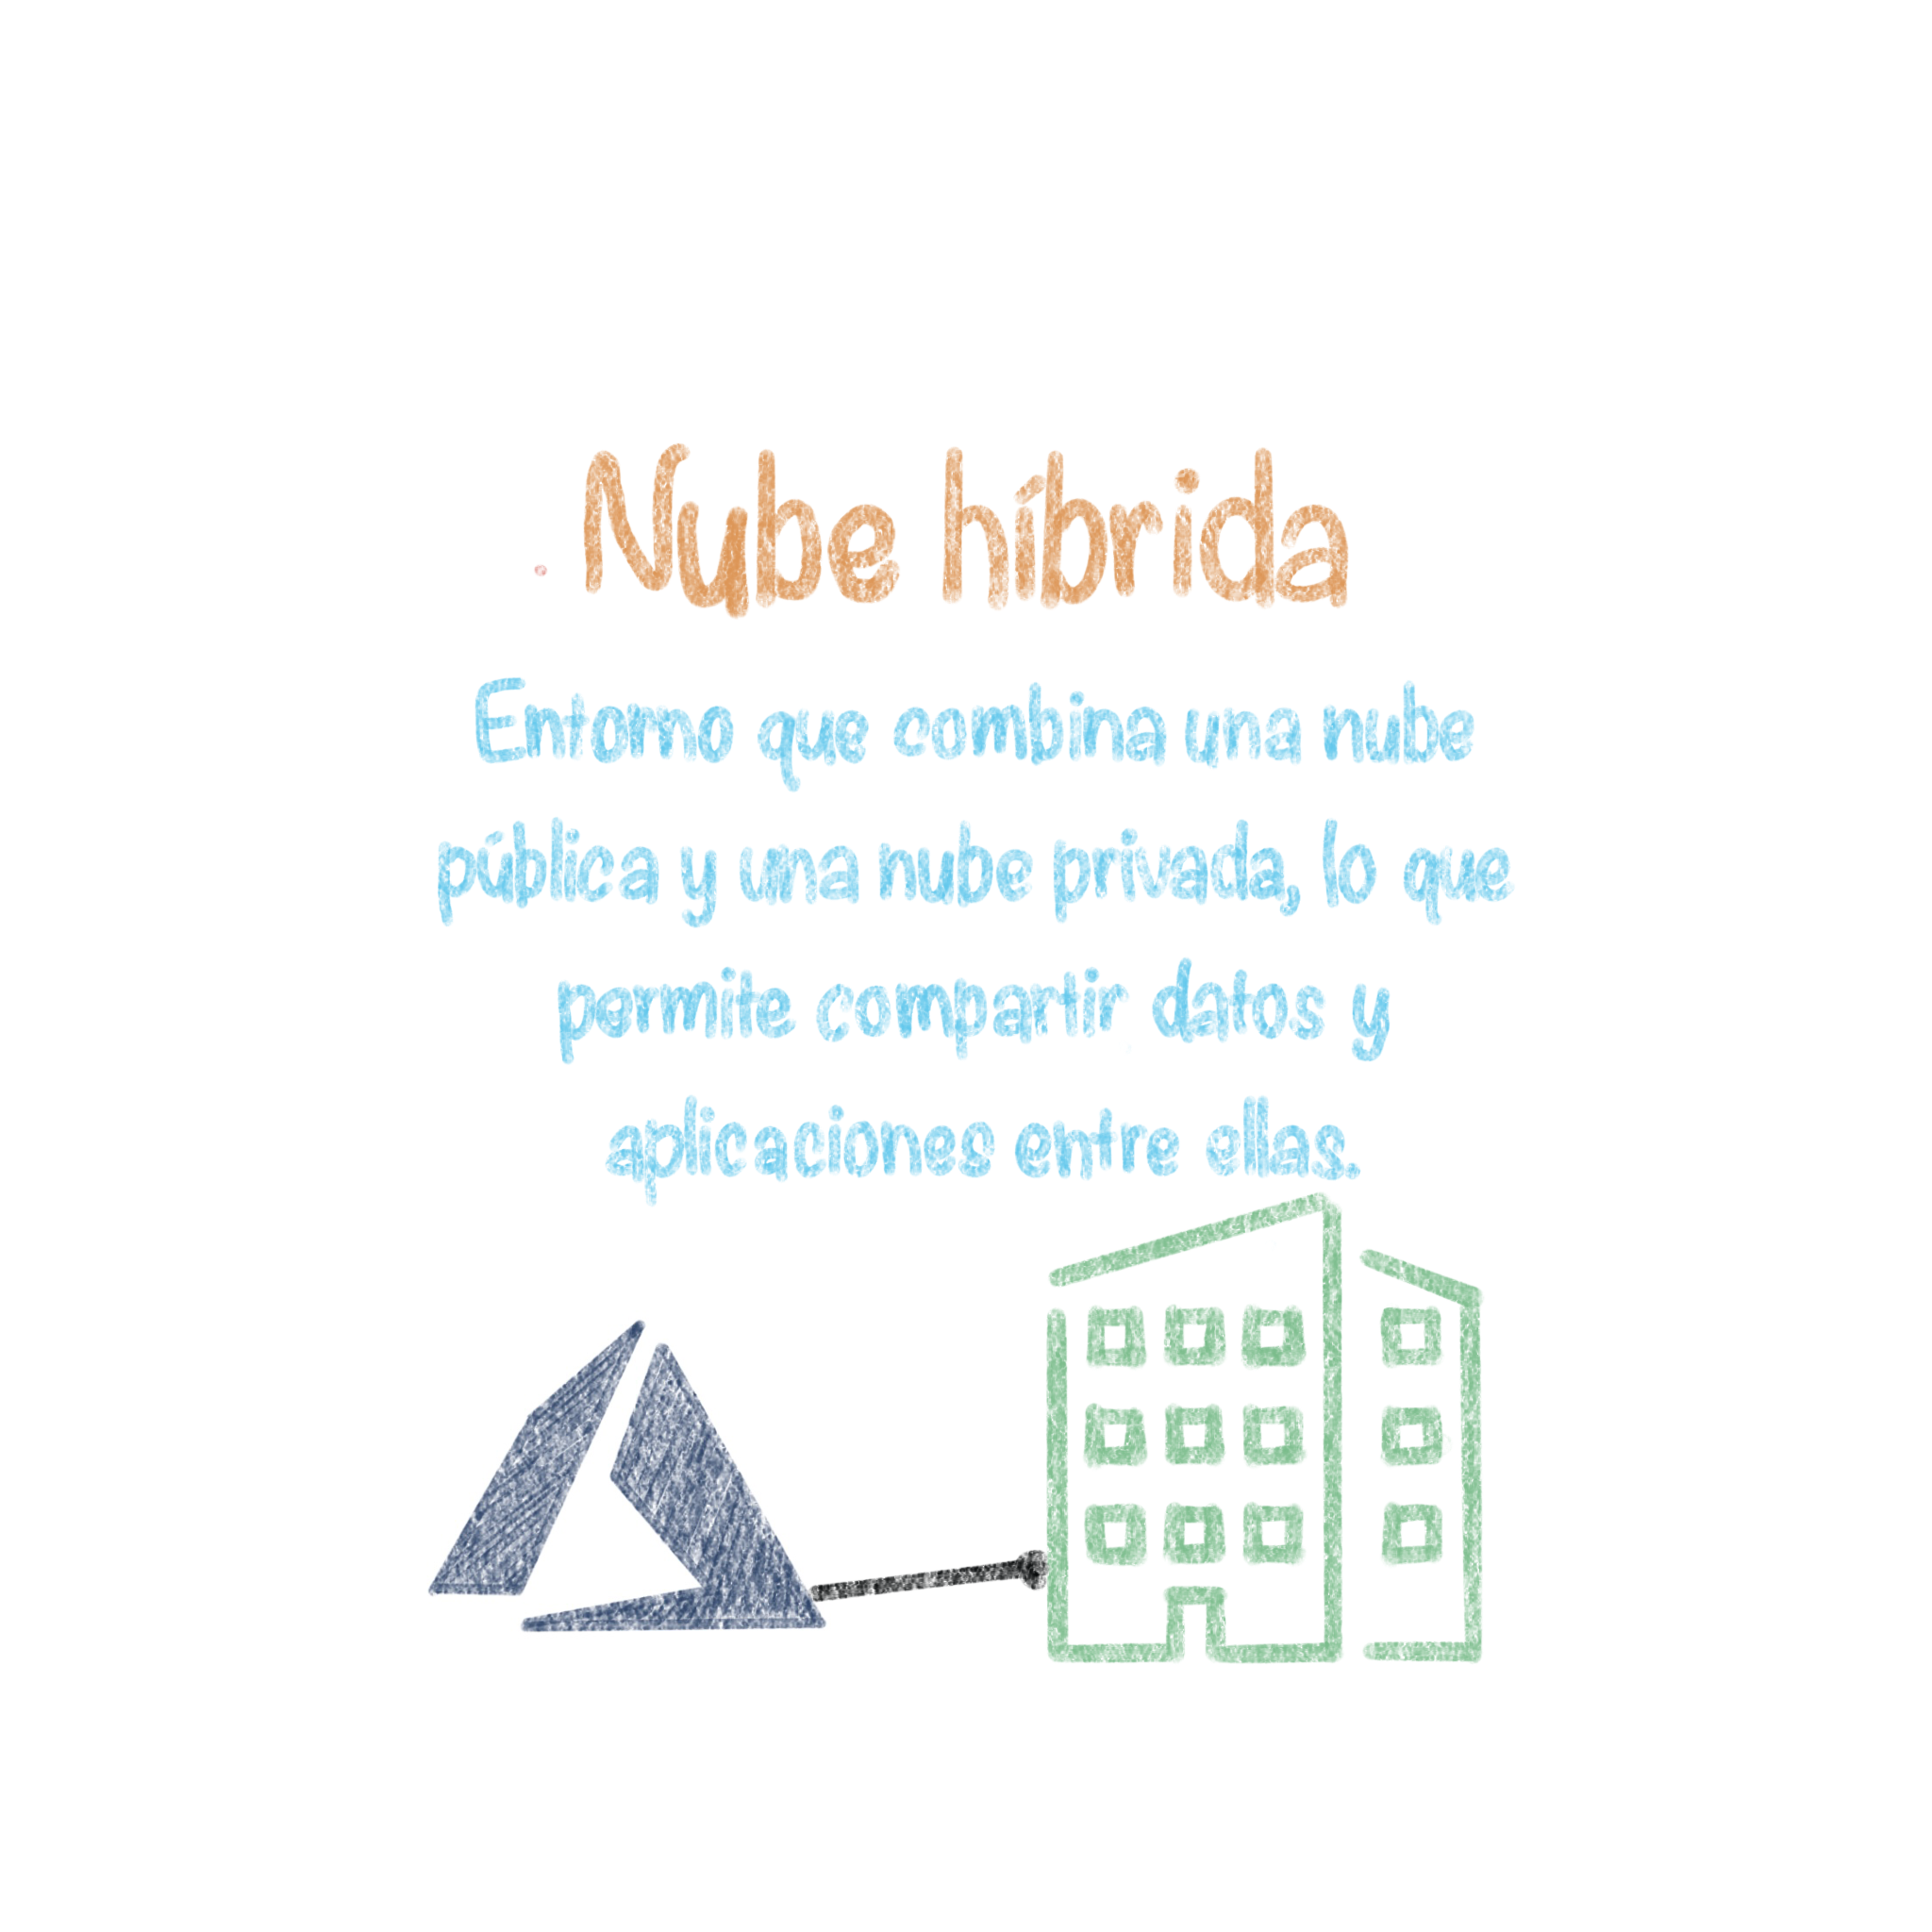 Nube híbrida
Entorno que combina una nube
pública y una nube privada, lo que
permite compartir datos y
aplicaciones entre ellas.